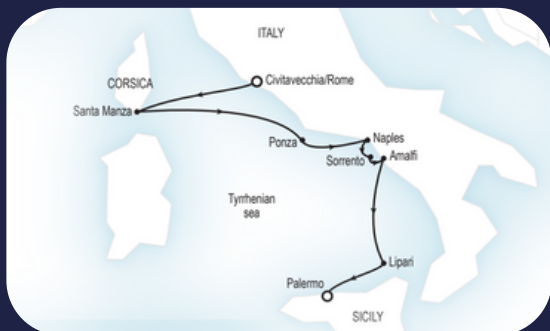 ITALY
CORSICA
Civitavecchia/Rome
Santa Manza
Ponza
Naples
Sorrento
Amalfi
Tyrrhenian
sea
Lipari
Palermo
SICILY